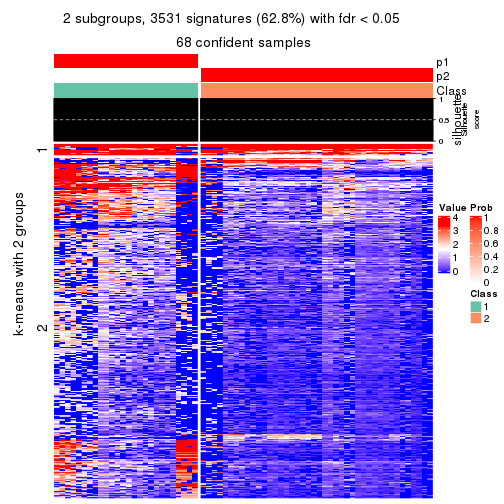 2 subgroups, 3531 signatures (62.8%) with fdr < 0.05
68 confident samples
p1
p2
Class
silhouette
Silhouette
score
1
0.5
0
k-means with 2 groups
1
2
Value
4
3
2
1
0
Prob
1
0.8
0.6
0.4
0.2
0
Class
1
2